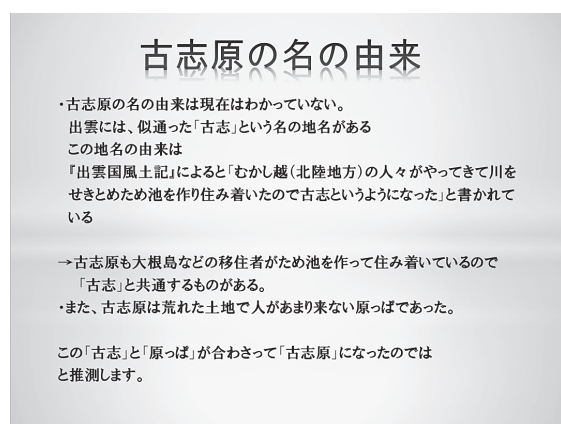 古志原の名の由来
・古志原の名の由来は現在はわかっていない。
出雲には、似通った「古志」という名の地名がある
この地名の由来は
『出雲国風土記』によると「むかし越(北陸地方)の人々がやってきて川を
せきとめため池を作り住み着いたので古志というようになった」と書かれて
いる
→古志原も大根島などの移住者がため池を作って住み着いているので
「古志」と共通するものがある。
・また、古志原は荒れた土地で人があまり来ない原っぱであった。
この「古志」と「原っぱ」が合わさって「古志原」になったのでは
と推測します。